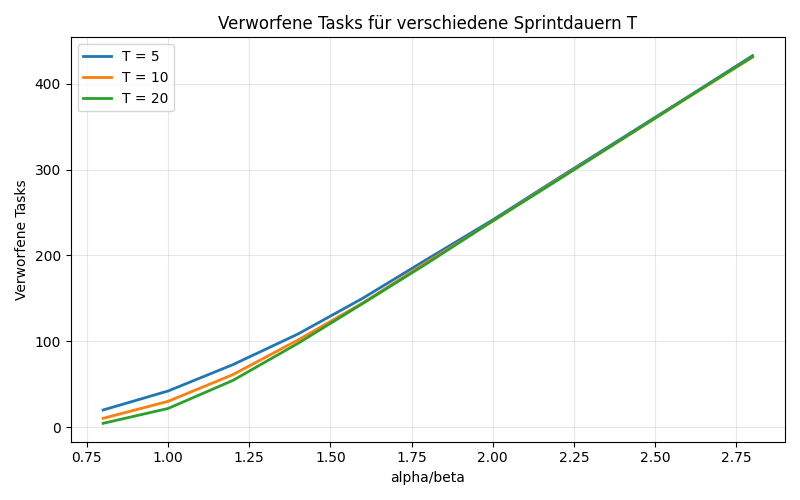 Verworfene Tasks für verschiedene Sprintdauern T
T = 5
T = 10
T = 20
Verworfene Tasks
400
300
200
100
0
0.75 1.00 1.25 1.50 1.75 2.00 2.25 2.50 2.75
alpha/beta